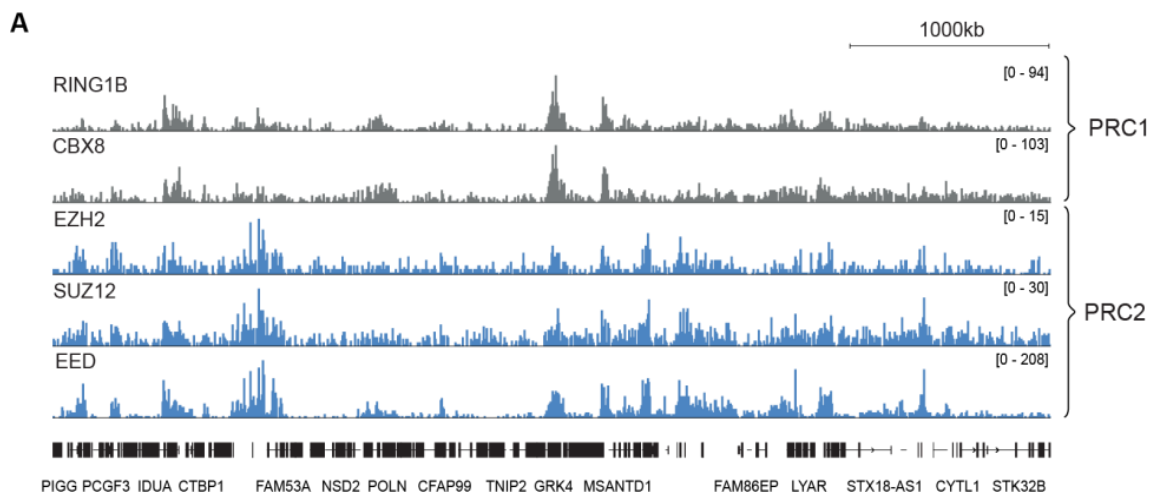 A
1000kb
RING1B
[0 - 94]
PRC1
CBX8
[0 - 103]
EZH2
[0 - 15]
SUZ12
[0 - 30]
PRC2
EED
[0 - 208]
PIGG PCGF3 IDUA CTBP1 FAM53A NSD2 POLN CFAP99 TNIP2 GRK4 MSANTD1 FAM86EP LYAR STX18-AS1 CYTL1 STK32B